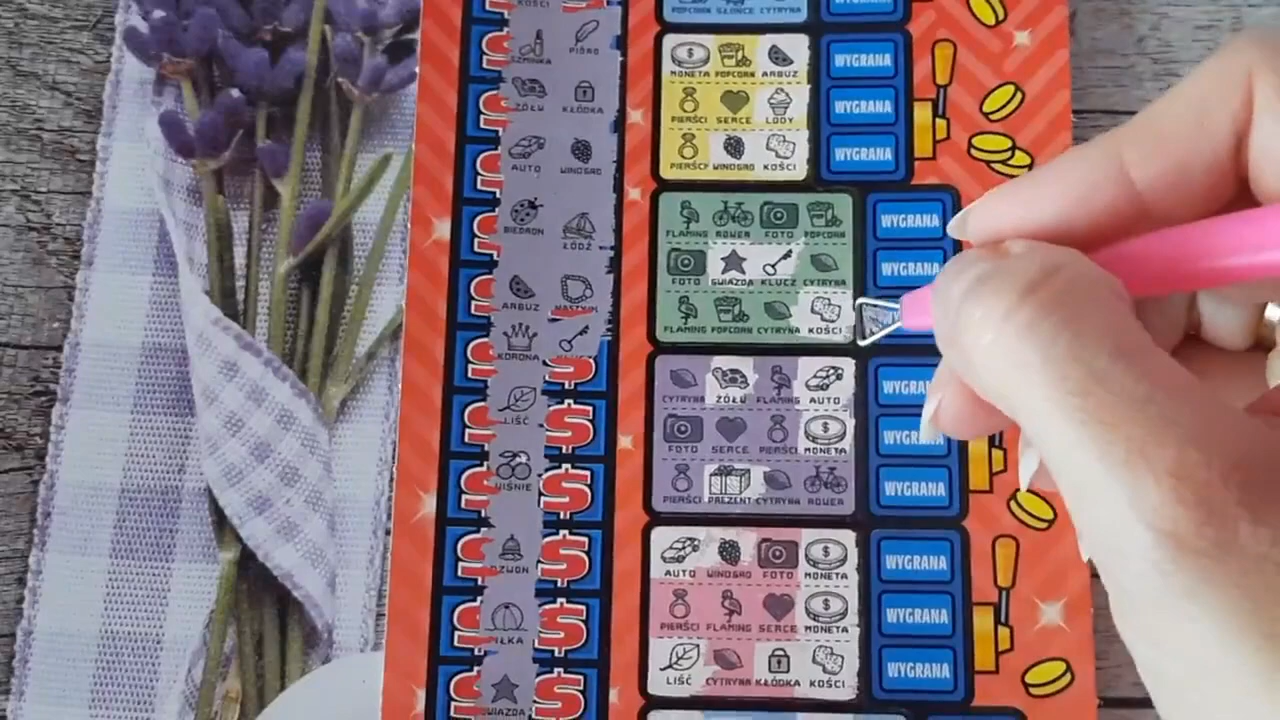 KOŚCI
SZMINKA PIÓRO
ŻÓŁW KŁÓDKA
AUTO WINOGRO
BIEDRON ŁÓDŹ
ARBUZ NASZYJN
KORONA
LIŚĆ
WIŚNIE
DZWON
PIŁKA
GWIAZDA
POPCORN SŁOŃCE CYTRYNA
WYGRANA
MONETA POPCORN ARBUZ
WYGRANA
PIERŚCI SERCE LODY
WYGRANA
PIERŚCI WINOGRO KOŚCI
WYGRANA
FLAMING ROWER FOTO POPCORN
WYGRANA
FOTO GWIAZDA KLUCZ CYTRYNA
WYGRANA
FLAMING POPCORN CYTRYNA KOŚCI
CYTRYNA ŻÓŁW FLAMING AUTO
FOTO SERCE PIERŚCI MONETA
PIERŚCI PREZENT CYTRYNA ROWER
WYGRANA
AUTO WINOGRO FOTO MONETA
WYGRANA
PIERŚCI FLAMING SERCE MONETA
WYGRANA
LIŚĆ CYTRYNA KŁÓDKA KOŚCI
WYGRANA